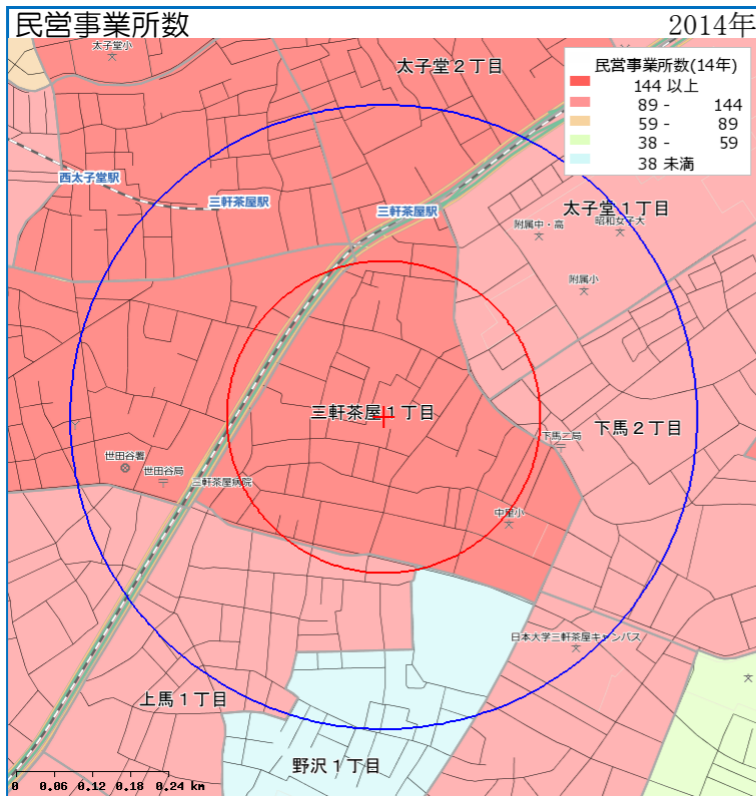 民営事業所数
2014年
太子堂小
太子堂２丁目
民営事業所数(14年)
144 以上
89 - 144
59 - 89
38 - 59
38 未満
西太子堂駅
三軒茶屋駅
三軒茶屋駅
太子堂１丁目
附属中・高
昭和女子大
附属小
三軒茶屋１丁目
下馬２丁目
下馬二局
世田谷署
世田谷局
三軒茶屋病院
中里小
日本大学三軒茶屋キャンパス
上馬１丁目
野沢１丁目
0 0.06 0.12 0.18 0.24 km